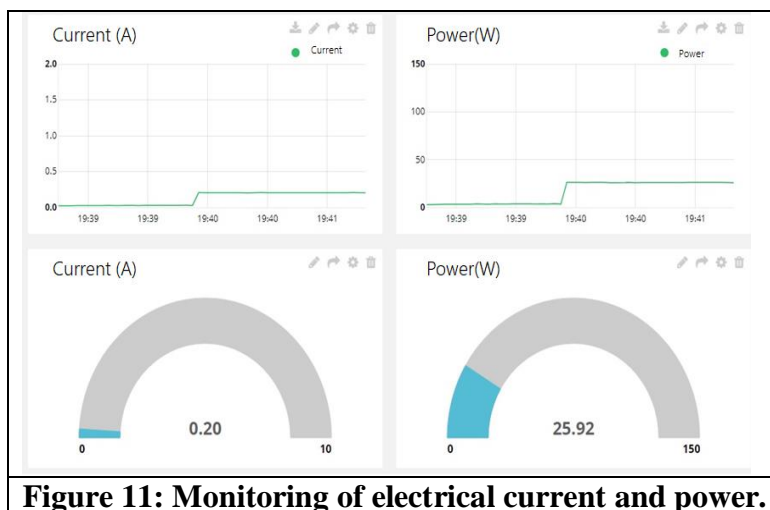 Current (A)
Current
2.0
1.5
1.0
0.5
0.0
19:39 19:39 19:40 19:40 19:41
Power(W)
Power
150
100
50
0
19:39 19:39 19:40 19:40 19:41
Current (A)
0.20
0 10
Power(W)
25.92
0 150
Figure 11: Monitoring of electrical current and power.